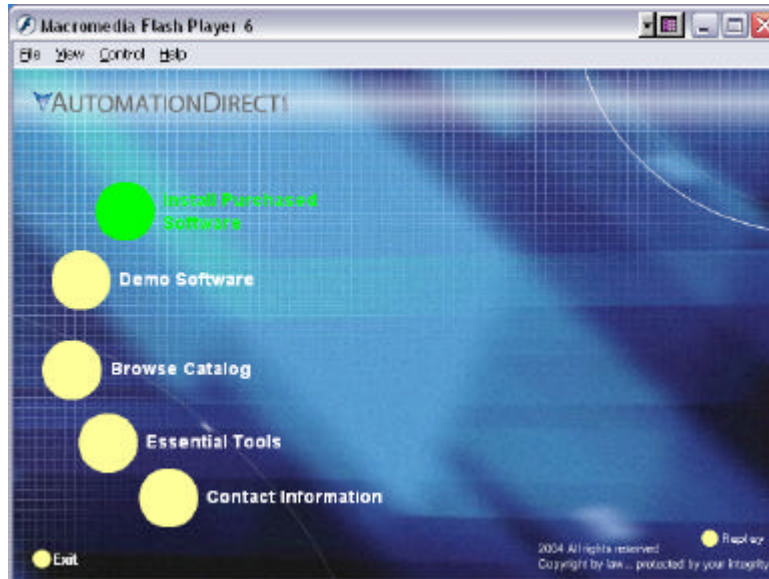 Macromedia Flash Player 6
File View Control Help
AUTOMATIONDIRECT
Install Purchased
Software
Demo Software
Browse Catalog
Essential Tools
Contact Information
Exit
Replay
2004 All rights reserved
Copyright by law... protected by your Integrity